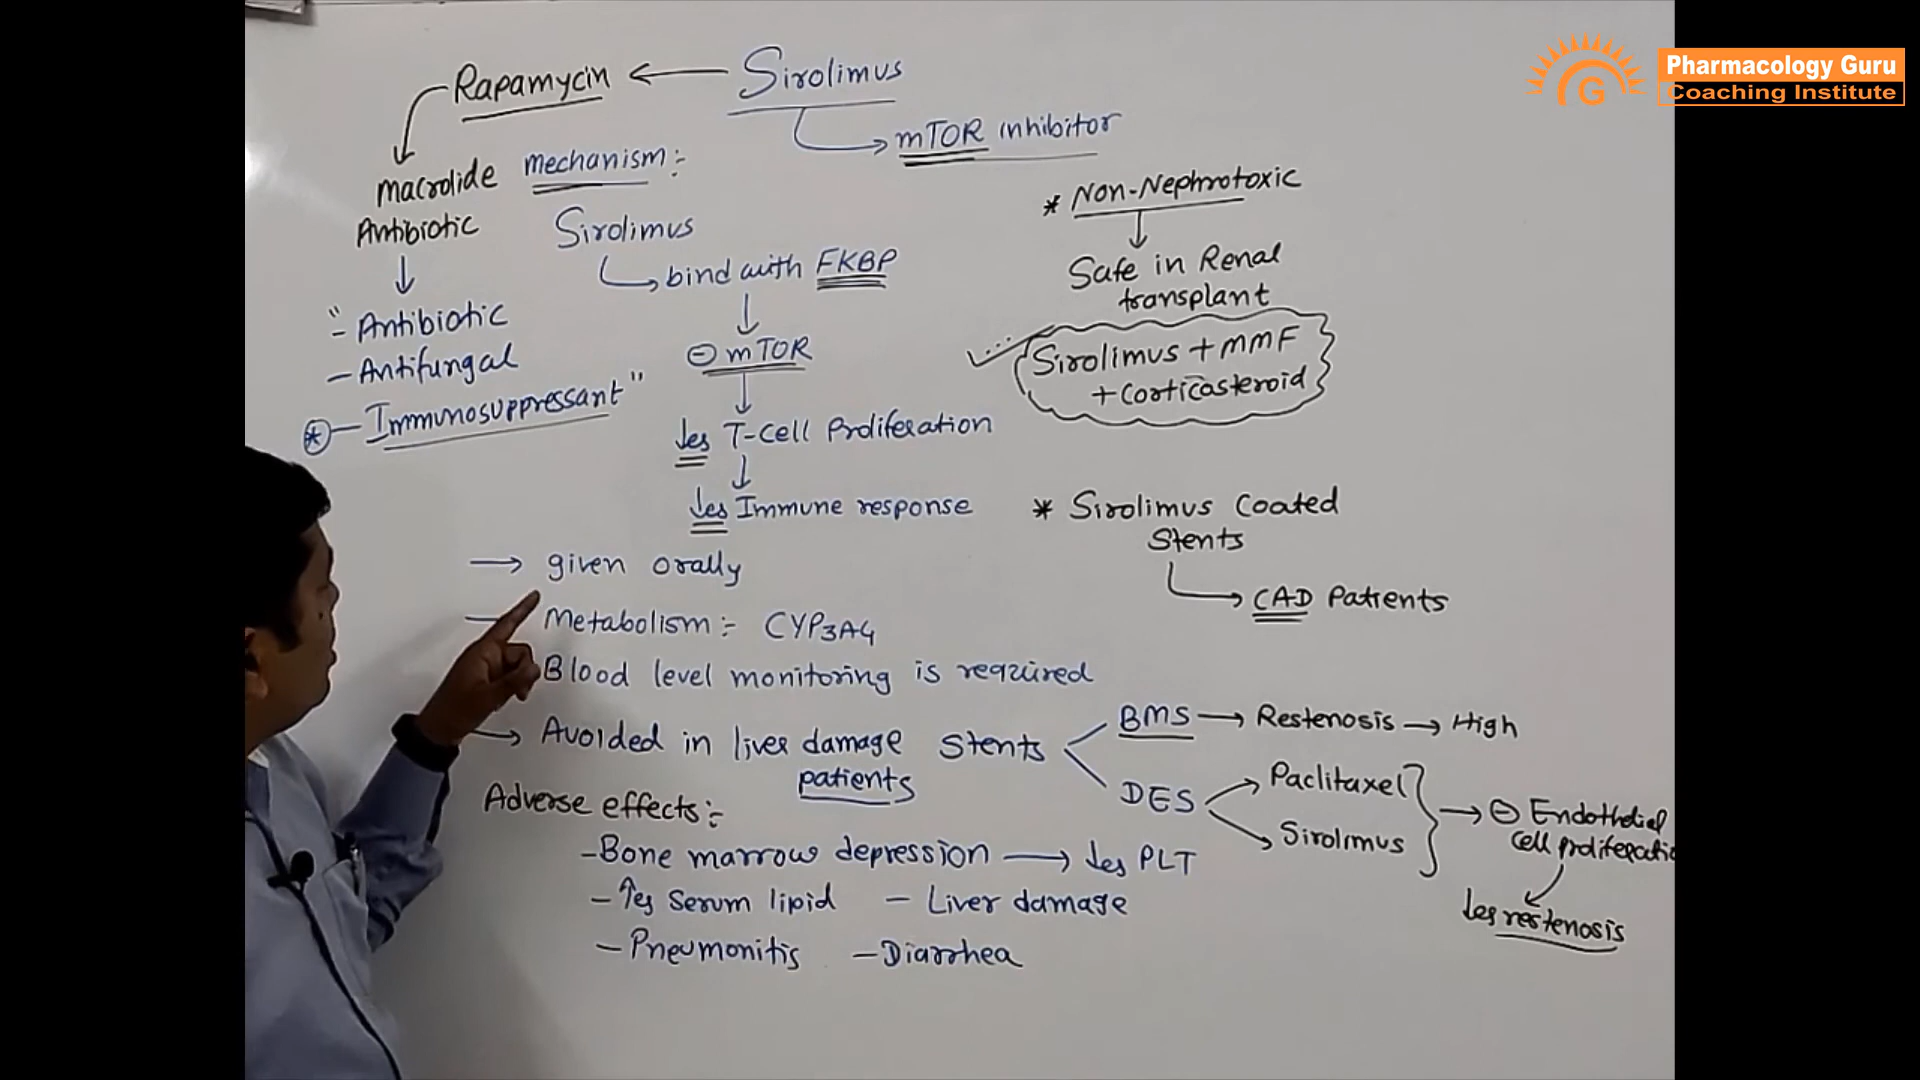 Pharmacology Guru
Coaching Institute
G
Rapamycin ← Sirolimus
→ mTOR inhibitor
Macrolide
Antibiotic
↓
"- Antibiotic
- Antifungal
* - Immunosuppressant"
mechanism :-
Sirolimus
→ bind with FKBP
↓
⊖ mTOR
↓
↓es T-Cell Proliferation
↓
↓es Immune response
→ given orally
Metabolism :- CYP3A4
Blood level monitoring is required
→ Avoided in liver damage
patients
Adverse effects :-
- Bone marrow depression → ↓es PLT
- ↑es Serum lipid - Liver damage
- Pneumonitis - Diarrhea
* Non-Nephrotoxic
↓
Safe in Renal
transplant
Sirolimus + MMF
+ Corticosteroid
* Sirolimus Coated
Stents
→ CAD Patients
Stents
BMS → Restenosis → High
DES
Paclitaxel
Sirolimus
→ ⊖ Endothelial
Cell proliferatio
↓es restenosis